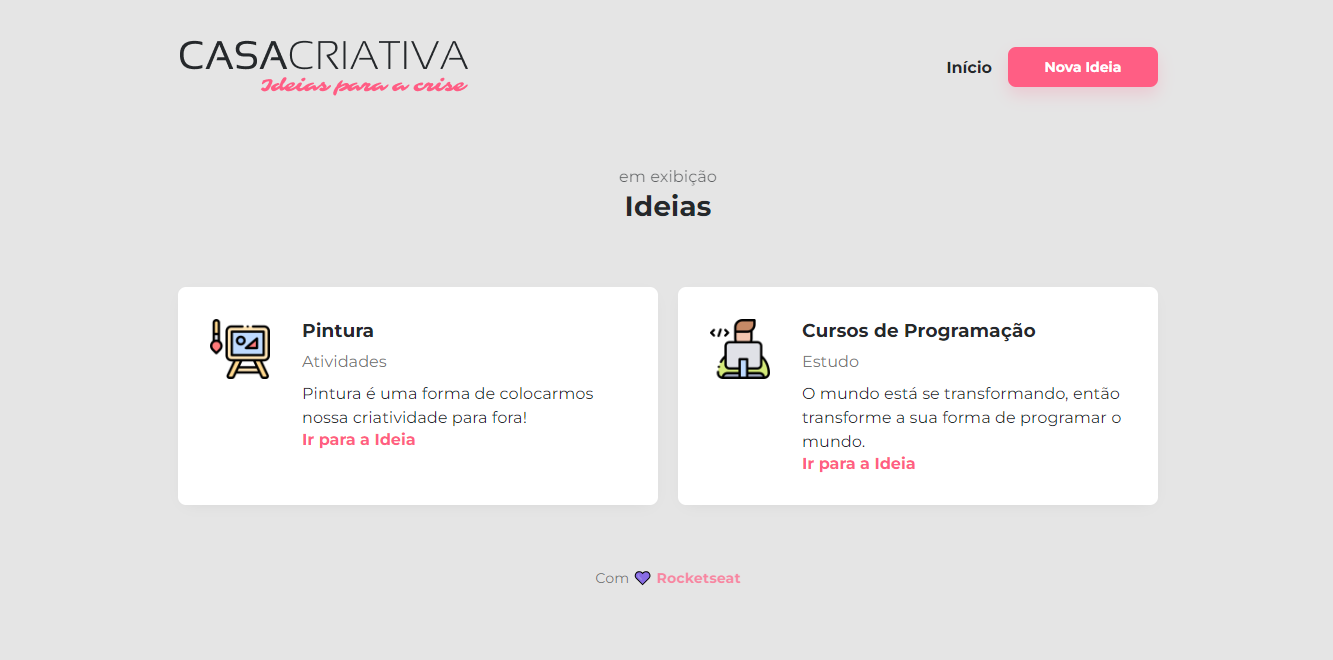 CASACRIATIVA
Ideias para a crise
Início
Nova Ideia
em exibição
Ideias
Pintura
Atividades
Pintura é uma forma de colocarmos
nossa criatividade para fora!
Ir para a Ideia
</>
Cursos de Programação
Estudo
O mundo está se transformando, então
transforme a sua forma de programar o
mundo.
Ir para a Ideia
Com 💜 Rocketseat